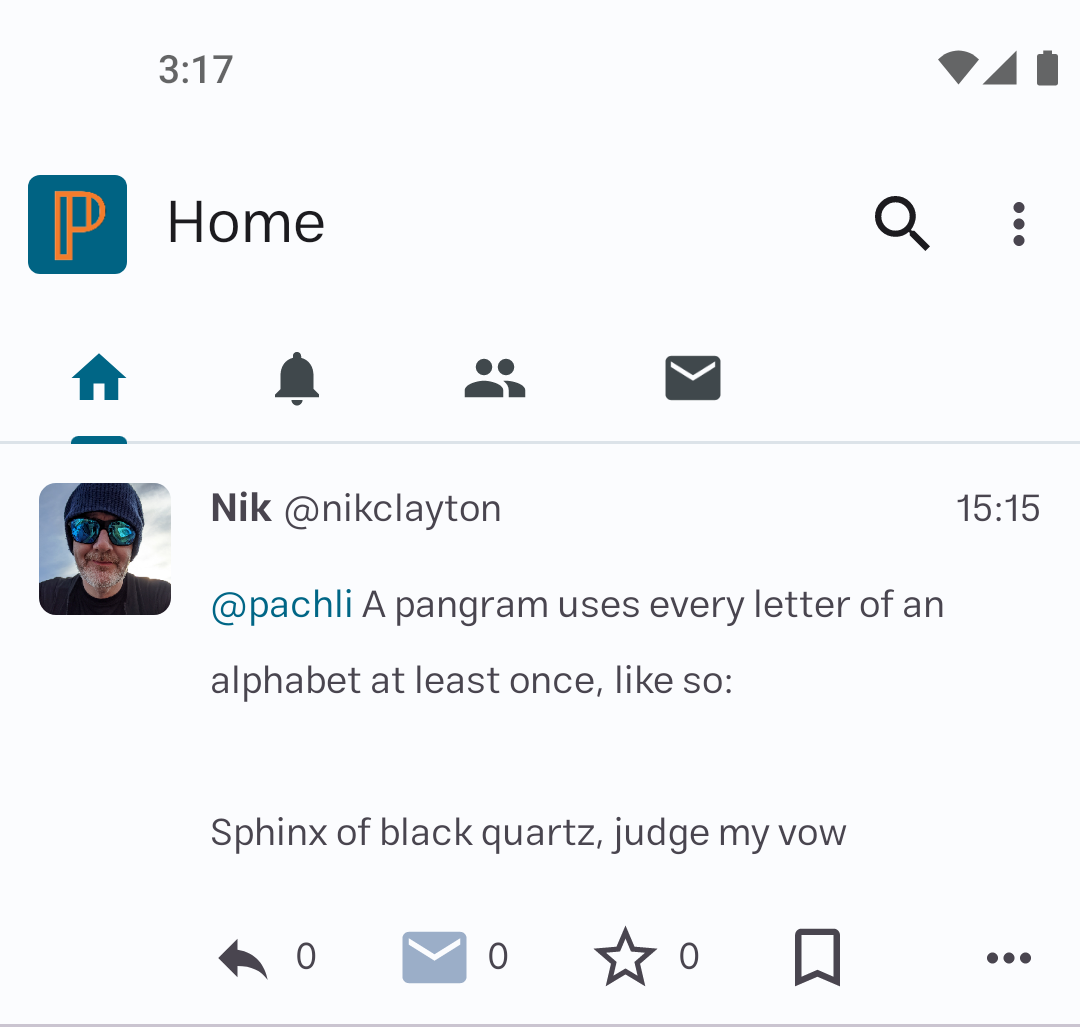 3:17
P
Home
Nik @nikclayton 15:15
@pachli A pangram uses every letter of an
alphabet at least once, like so:
Sphinx of black quartz, judge my vow
0 0 0